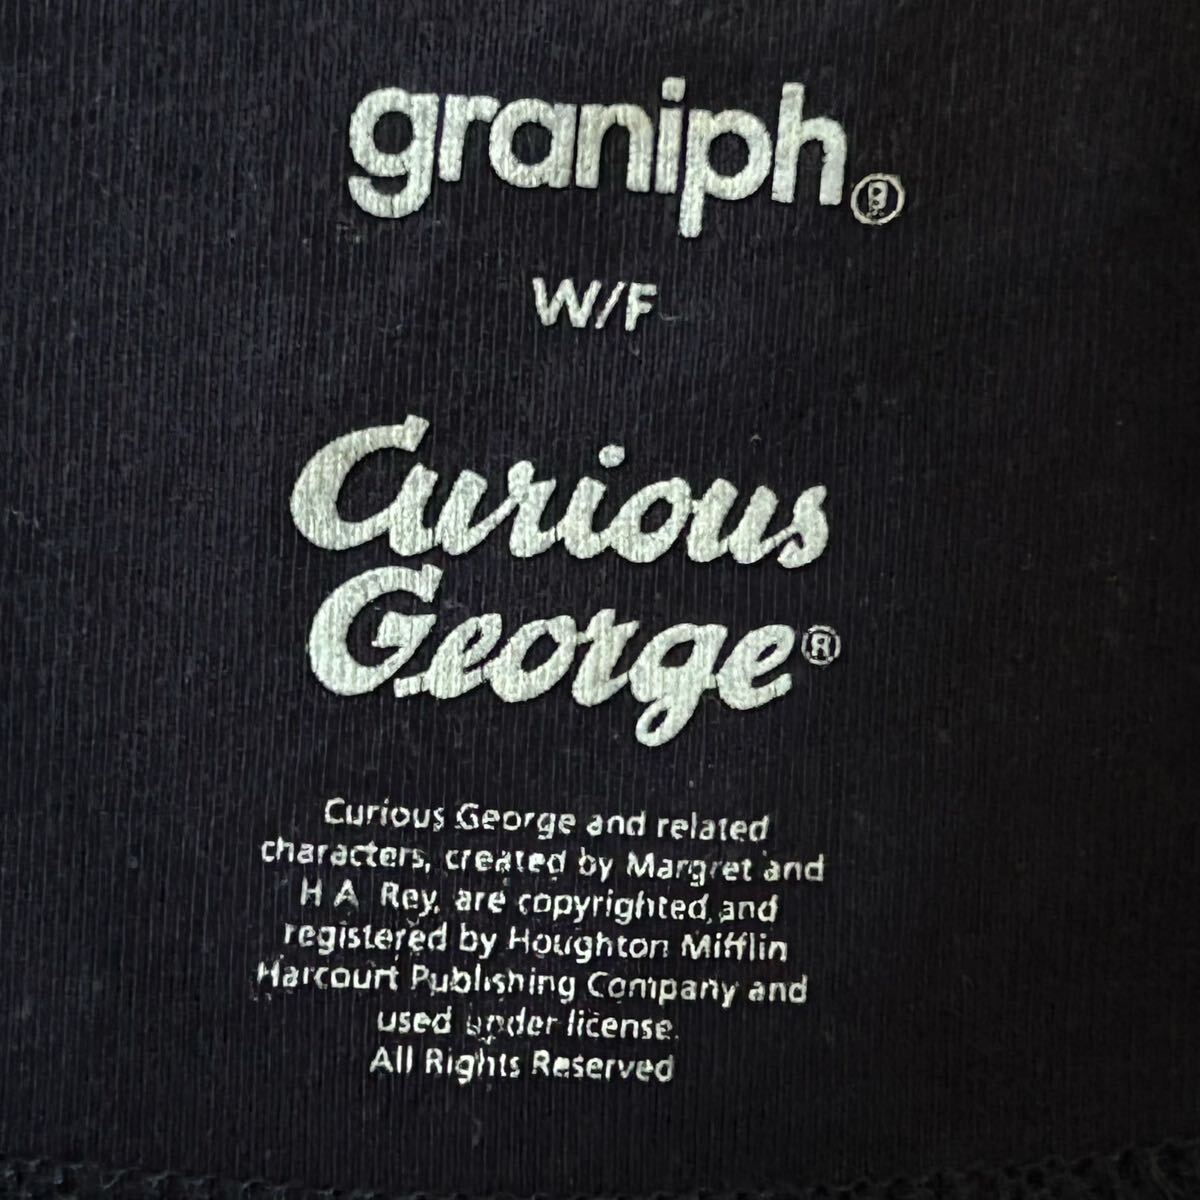 graniph
W/F
Curious
George®
Curious George and related
characters, created by Margret and
H A Rey, are copyrighted and
registered by Houghton Mifflin
Harcourt Publishing Company and
used under license.
All Rights Reserved